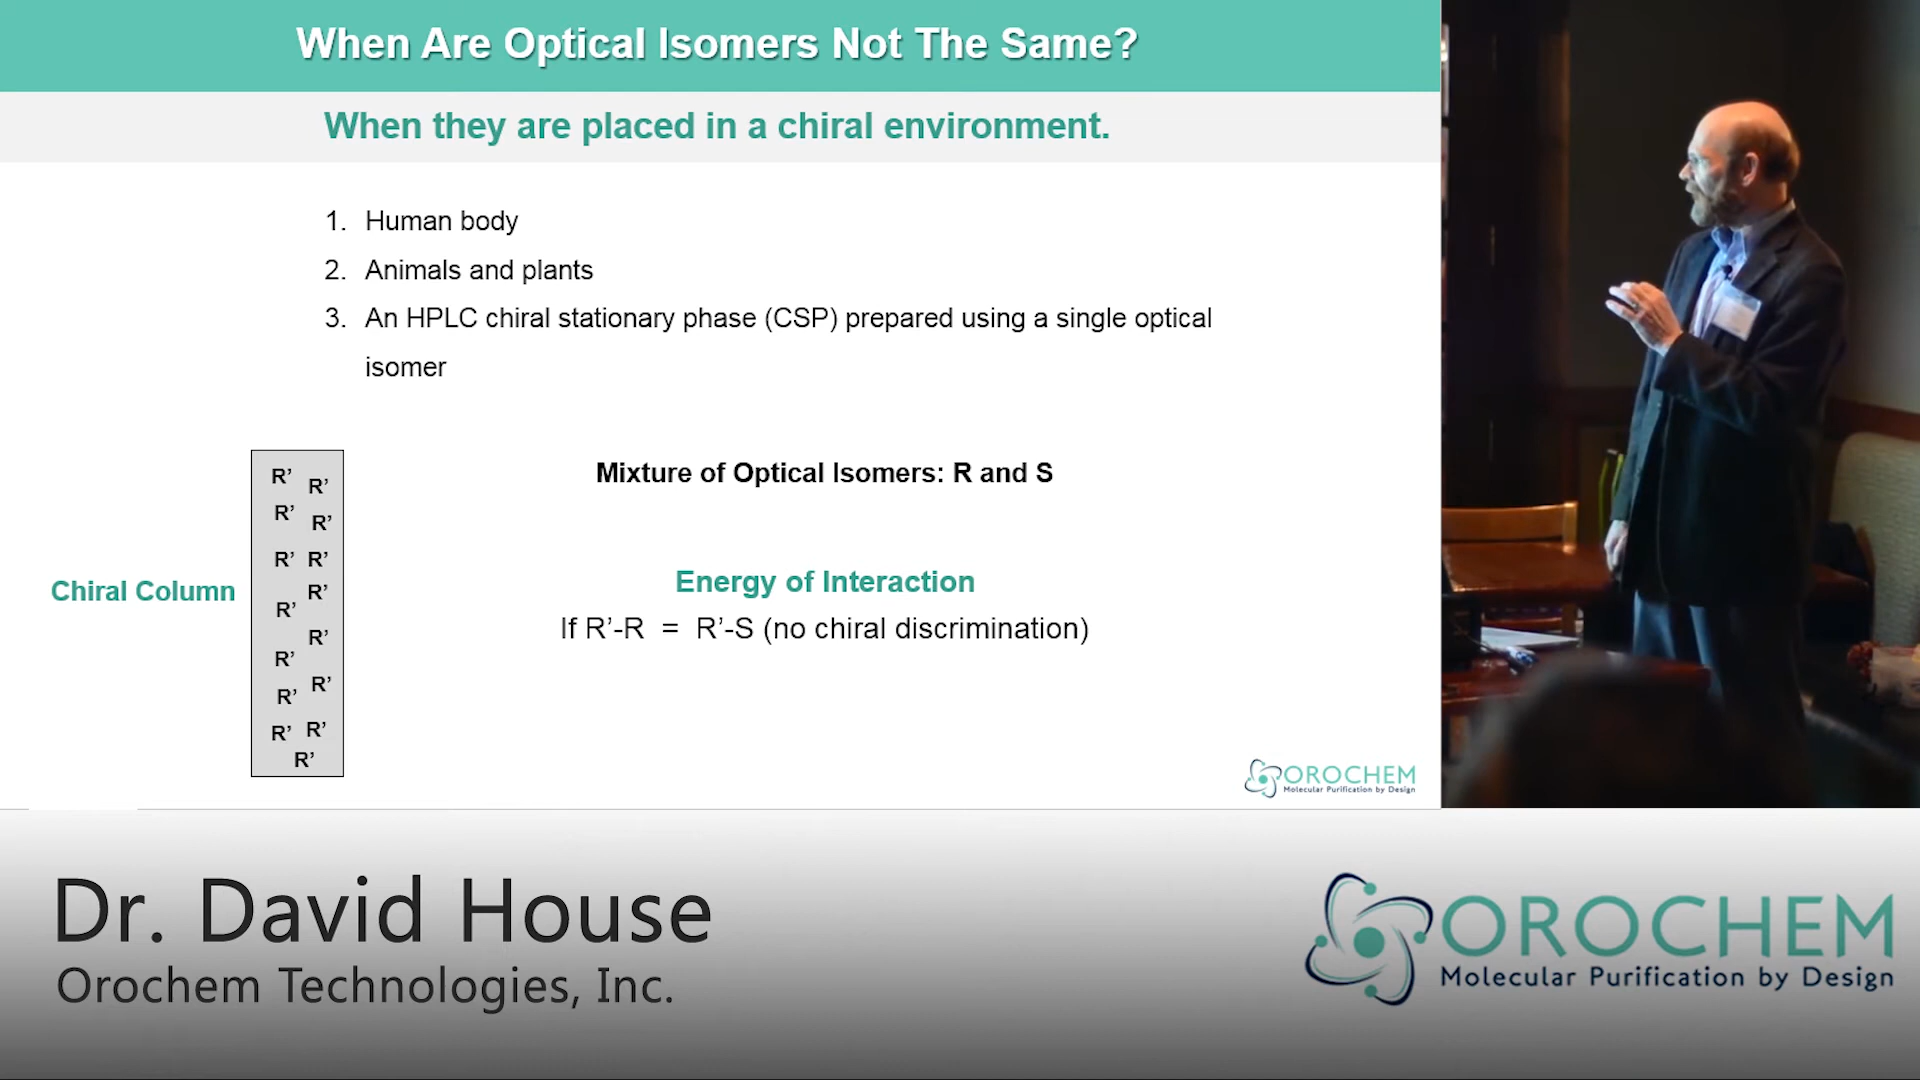 When Are Optical Isomers Not The Same?
When they are placed in a chiral environment.
1. Human body
2. Animals and plants
3. An HPLC chiral stationary phase (CSP) prepared using a single optical
isomer
Mixture of Optical Isomers: R and S
Chiral Column
R’ R’
R’ R’
R’ R’
R’
R’
R’
R’
R’
R’
R’ R’
R’
Energy of Interaction
If R’-R = R’-S (no chiral discrimination)
OROCHEM
Molecular Purification by Design
Dr. David House
Orochem Technologies, Inc.
OROCHEM
Molecular Purification by Design